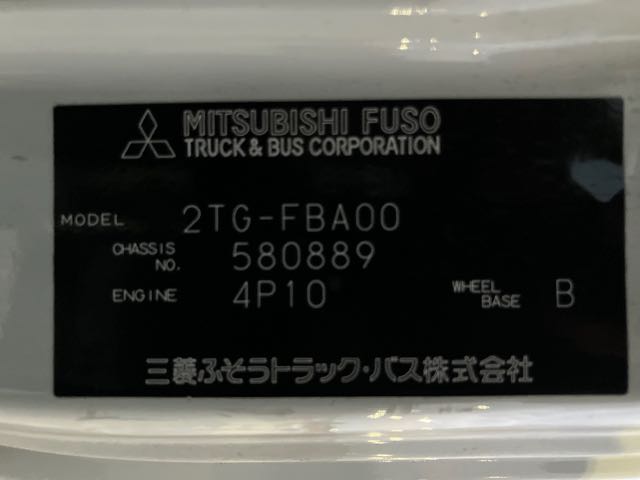 MITSUBISHI FUSO
TRUCK & BUS CORPORATION
MODEL 2TG-FBA00
CHASSIS NO. 580889
ENGINE 4P10 WHEEL BASE B
三菱ふそうトラック・バス株式会社